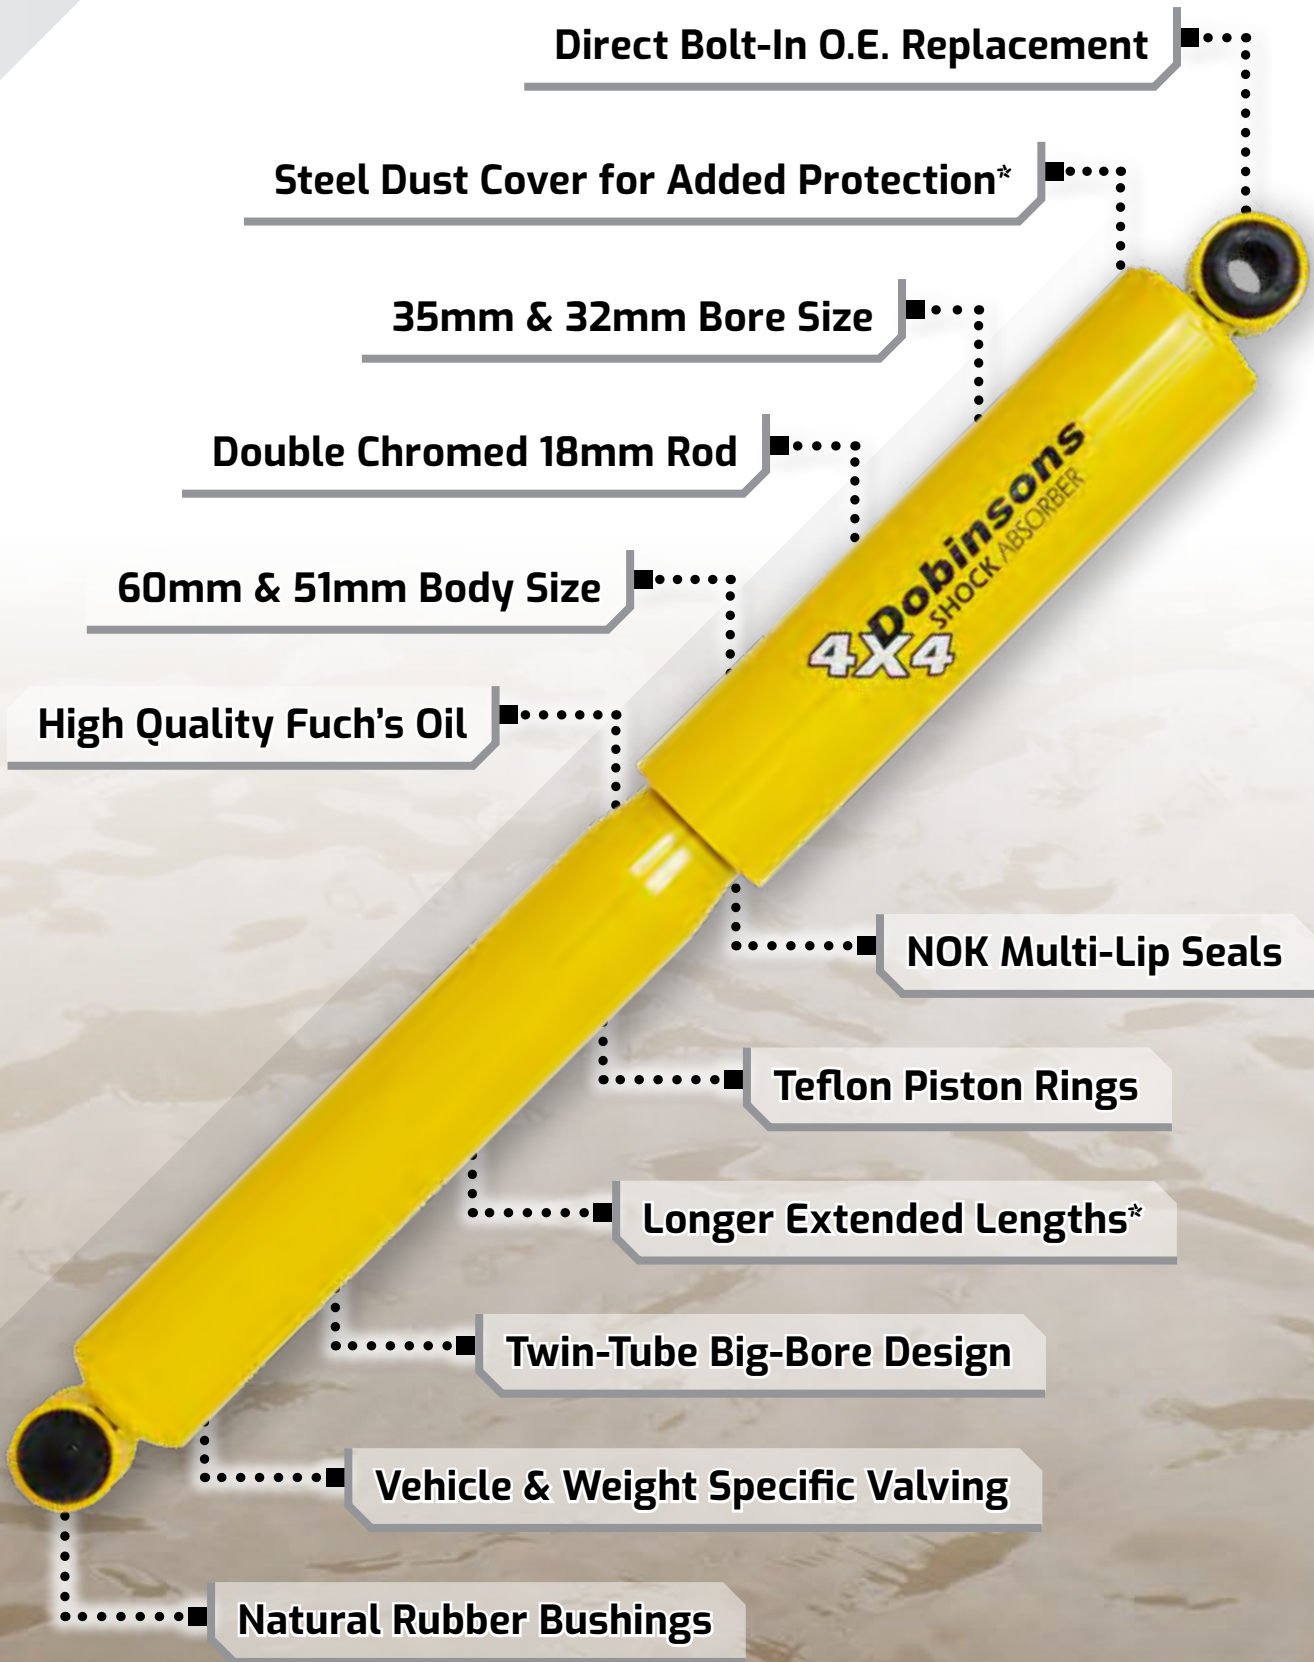 Direct Bolt-In O.E. Replacement
Steel Dust Cover for Added Protection*
35mm & 32mm Bore Size
Double Chromed 18mm Rod
60mm & 51mm Body Size
High Quality Fuch's Oil
Dobinsons
SHOCK ABSORBER
4X4
NOK Multi-Lip Seals
Teflon Piston Rings
Longer Extended Lengths*
Twin-Tube Big-Bore Design
Vehicle & Weight Specific Valving
Natural Rubber Bushings